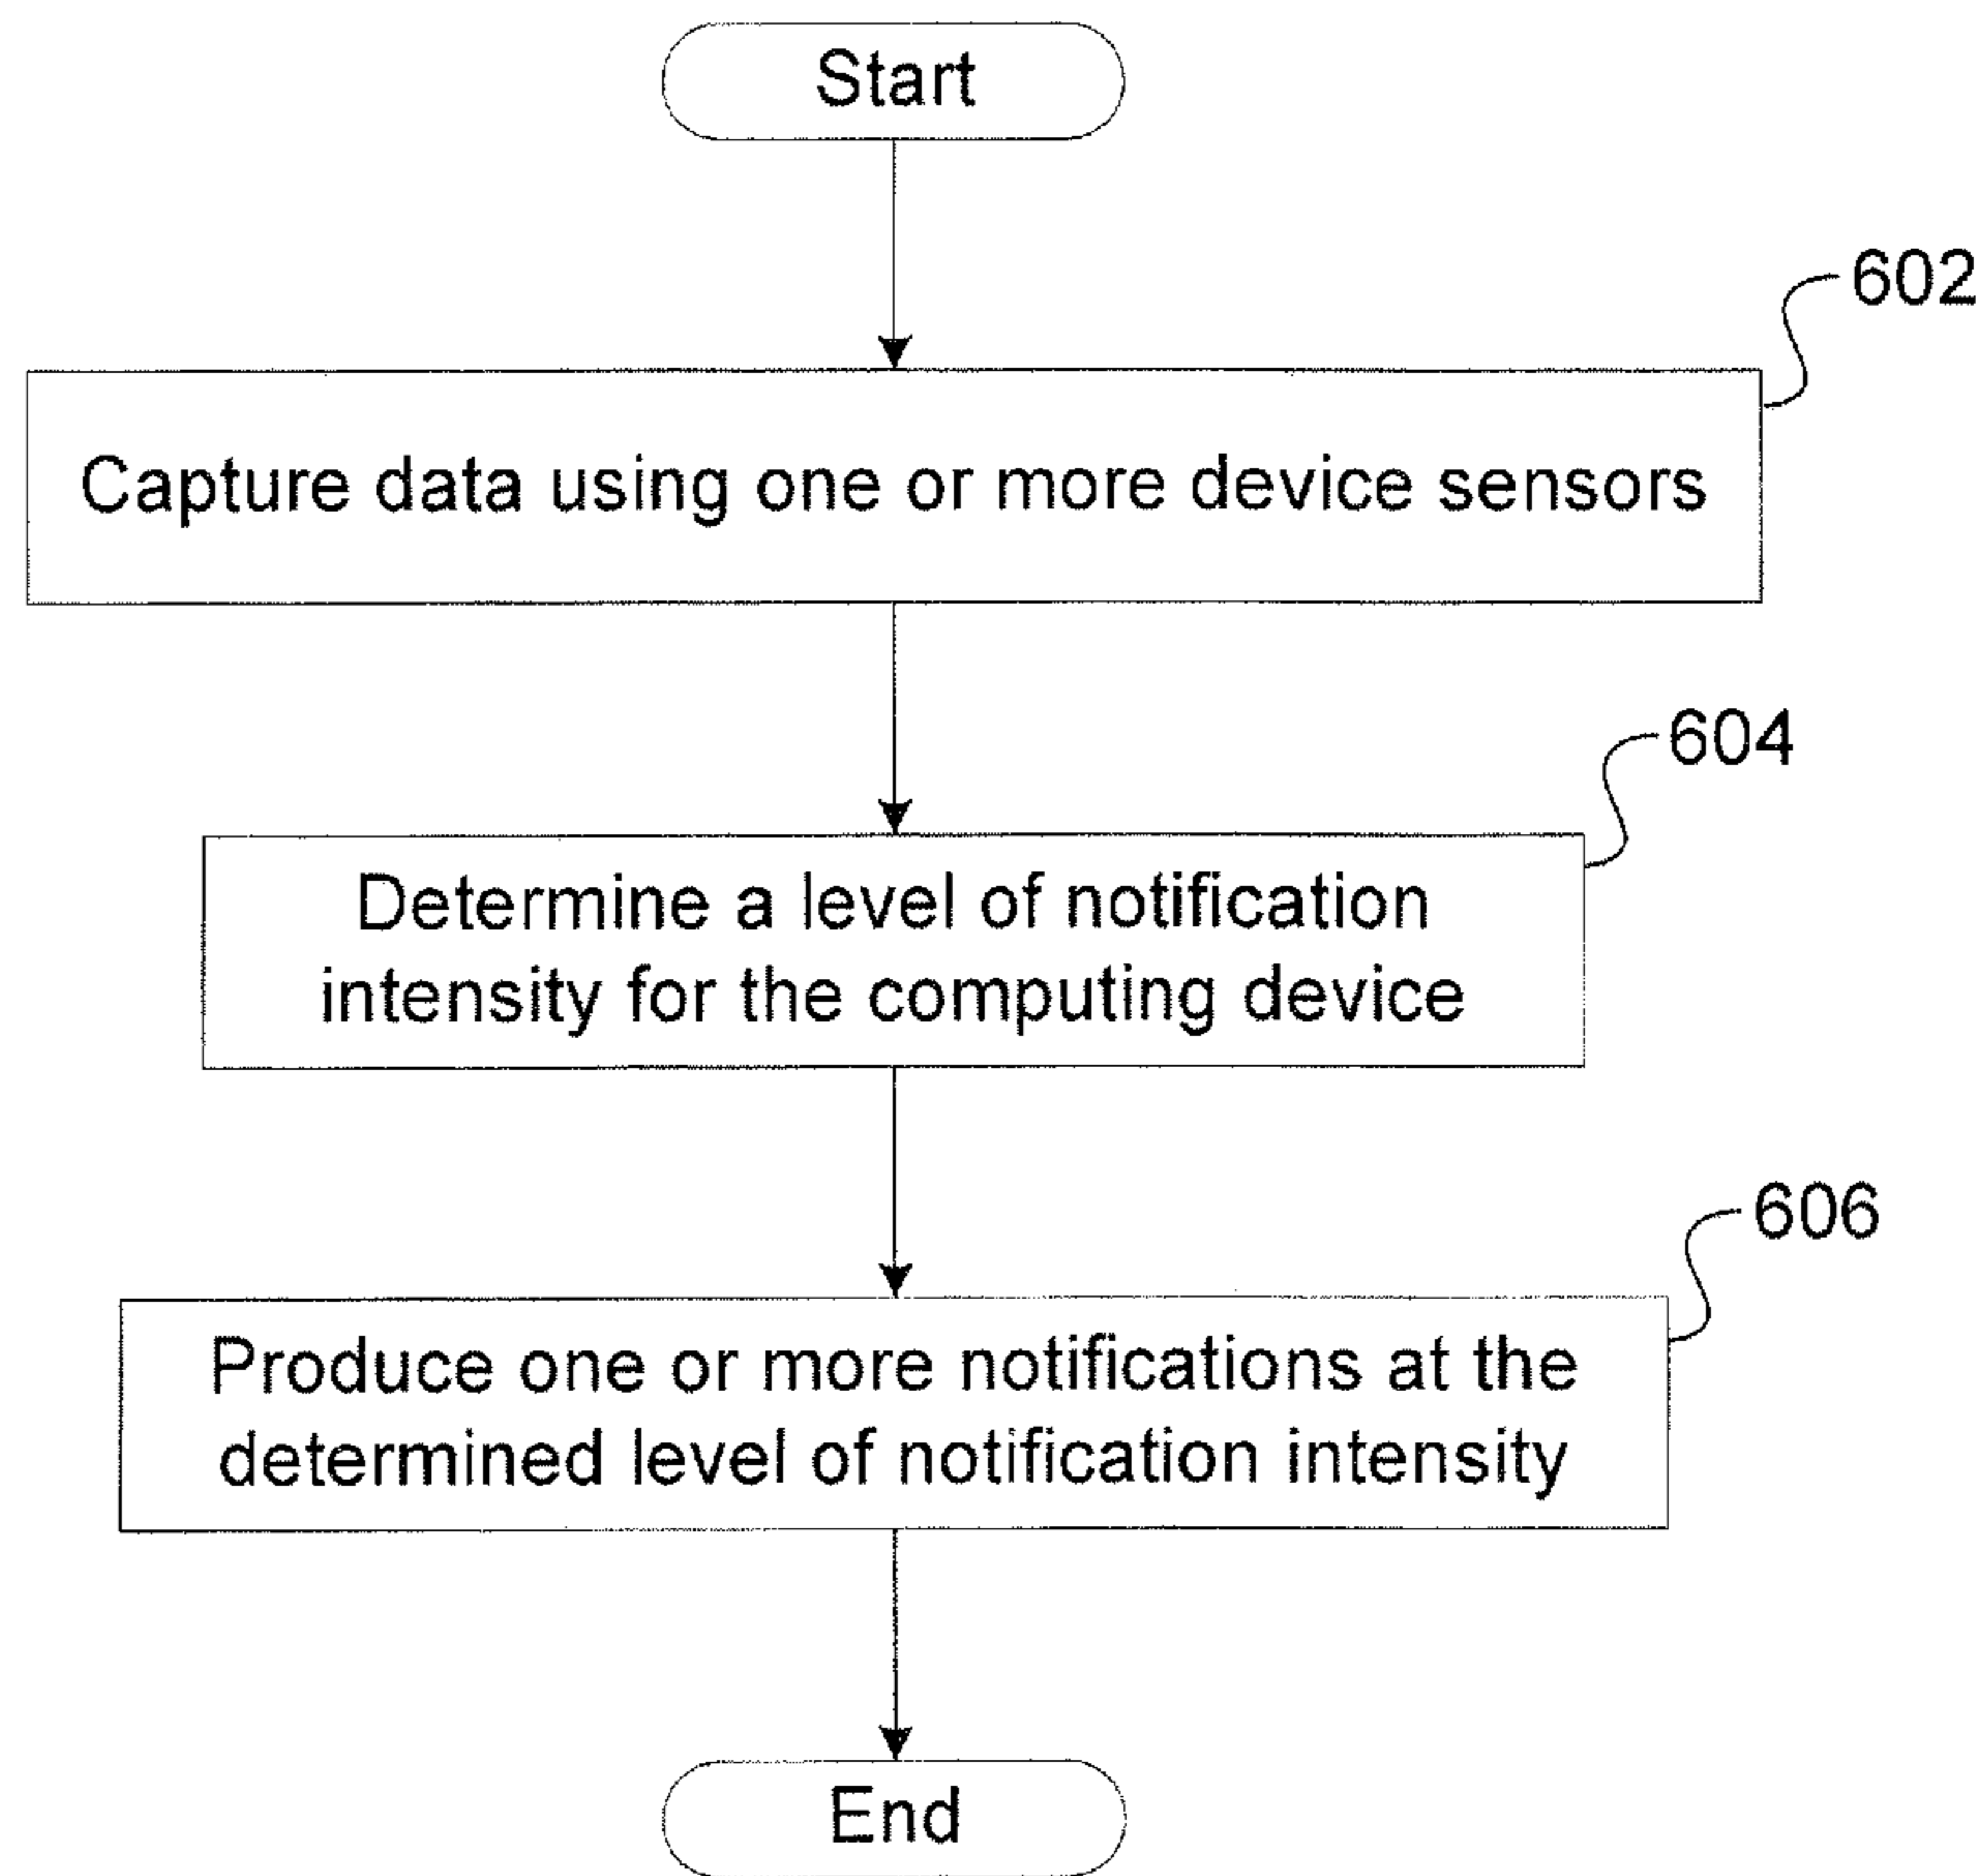 Start
602
Capture data using one or more device sensors
604
Determine a level of notification
intensity for the computing device
606
Produce one or more notifications at the
determined level of notification intensity
End